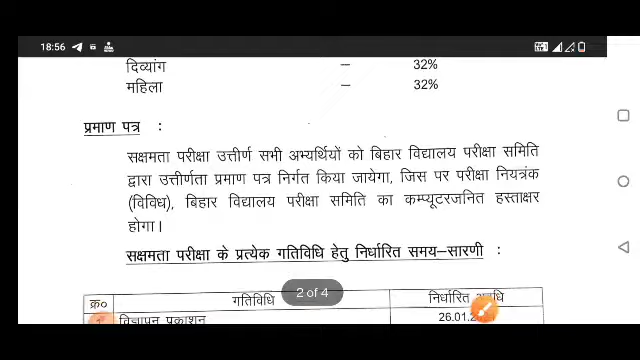 18:56
दिव्यांग – 32%
महिला – 32%
प्रमाण पत्र :
सक्षमता परीक्षा उत्तीर्ण सभी अभ्यर्थियों को बिहार विद्यालय परीक्षा समिति
द्वारा उत्तीर्णता प्रमाण पत्र निर्गत किया जायेगा, जिस पर परीक्षा नियत्रंक
(विविध), बिहार विद्यालय परीक्षा समिति का कम्प्यूटरजनित हस्ताक्षर
होगा।
सक्षमता परीक्षा के प्रत्येक गतिविधि हेतु निर्धारित समय–सारणी :
क्र० गतिविधि निर्धारित अवधि
2 of 4
विज्ञापन प्रकाशन 26.01.